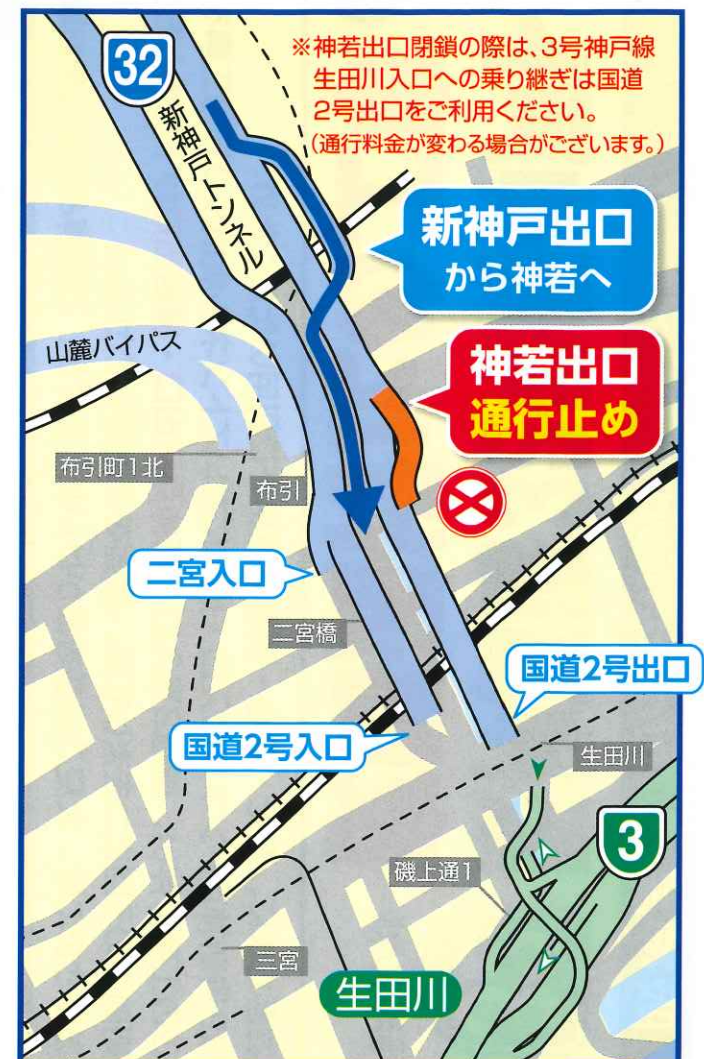 32
※神若出口閉鎖の際は、3号神戸線
生田川入口への乗り継ぎは国道
2号出口をご利用ください。
(通行料金が変わる場合がございます。)
新神戸トンネル
新神戸出口
から神若へ
山麓バイパス
神若出口
通行止め
布引町1北
布引
二宮入口
二宮橋
国道2号出口
国道2号入口
生田川
3
磯上通1
三宮
生田川